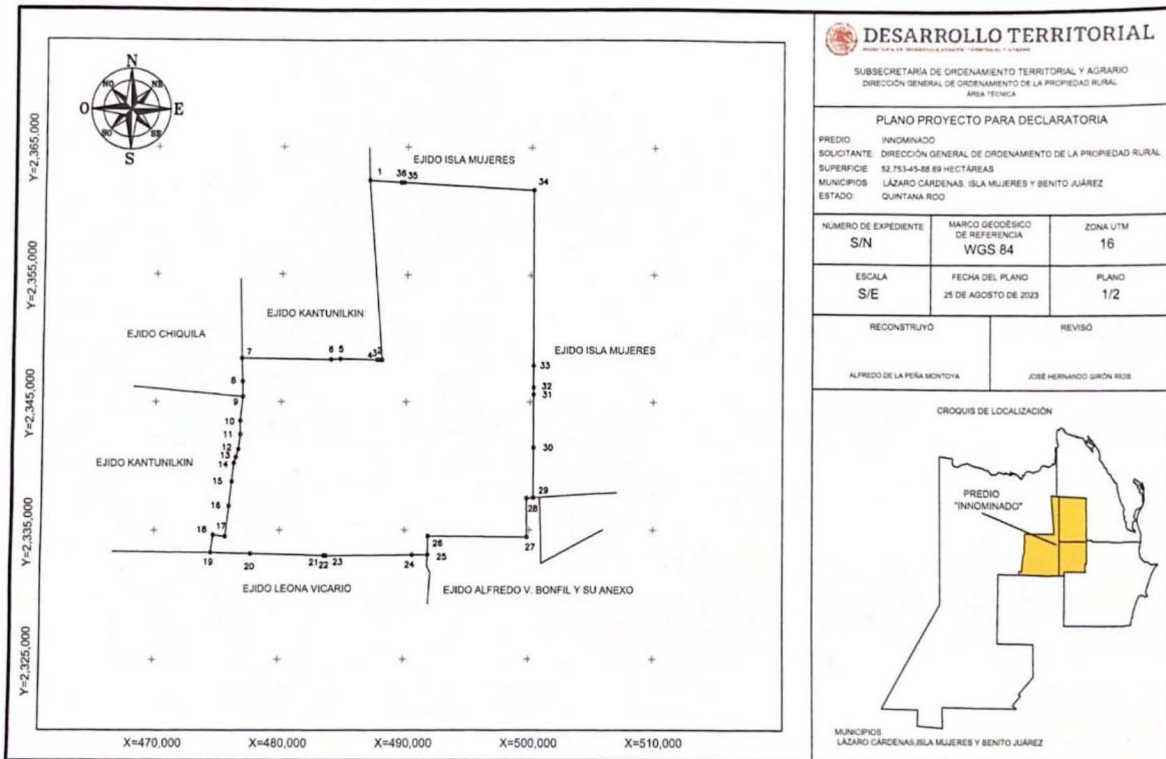 N
NO NE
O E
SO SE
S
Y=2,365,000
Y=2,355,000
Y=2,345,000
Y=2,335,000
Y=2,325,000
X=470,000 X=480,000 X=490,000 X=500,000 X=510,000
EJIDO ISLA MUJERES
1 36 35 34
EJIDO KANTUNILKIN
EJIDO CHIQUILA
7 6 5 4 3 2
EJIDO ISLA MUJERES
33
8
32
9
31
10
11
30
12
13
EJIDO KANTUNILKIN
14
15
29
16
28
17
18
26
27
19
20
21 22 23
24 25
EJIDO LEONA VICARIO
EJIDO ALFREDO V. BONFIL Y SU ANEXO
DESARROLLO TERRITORIAL
SECRETARÍA DE DESARROLLO AGRARIO, TERRITORIAL Y URBANO
SUBSECRETARÍA DE ORDENAMIENTO TERRITORIAL Y AGRARIO
DIRECCIÓN GENERAL DE ORDENAMIENTO DE LA PROPIEDAD RURAL
ÁREA TÉCNICA
PLANO PROYECTO PARA DECLARATORIA
PREDIO INNOMINADO
SOLICITANTE: DIRECCIÓN GENERAL DE ORDENAMIENTO DE LA PROPIEDAD RURAL
SUPERFICIE 52,753-45-88.69 HECTÁREAS
MUNICIPIOS LÁZARO CÁRDENAS, ISLA MUJERES Y BENITO JUÁREZ
ESTADO: QUINTANA ROO
NÚMERO DE EXPEDIENTE
S/N
MARCO GEODÉSICO
DE REFERENCIA
WGS 84
ZONA UTM
16
ESCALA
S/E
FECHA DEL PLANO
25 DE AGOSTO DE 2023
PLANO
1/2
RECONSTRUYÓ
ALFREDO DE LA PEÑA MONTOYA
REVISÓ
JOSÉ HERNANDO GIRÓN RIOS
CROQUIS DE LOCALIZACIÓN
PREDIO
"INNOMINADO"
MUNICIPIOS
LÁZARO CÁRDENAS,ISLA MUJERES Y BENITO JUÁREZ